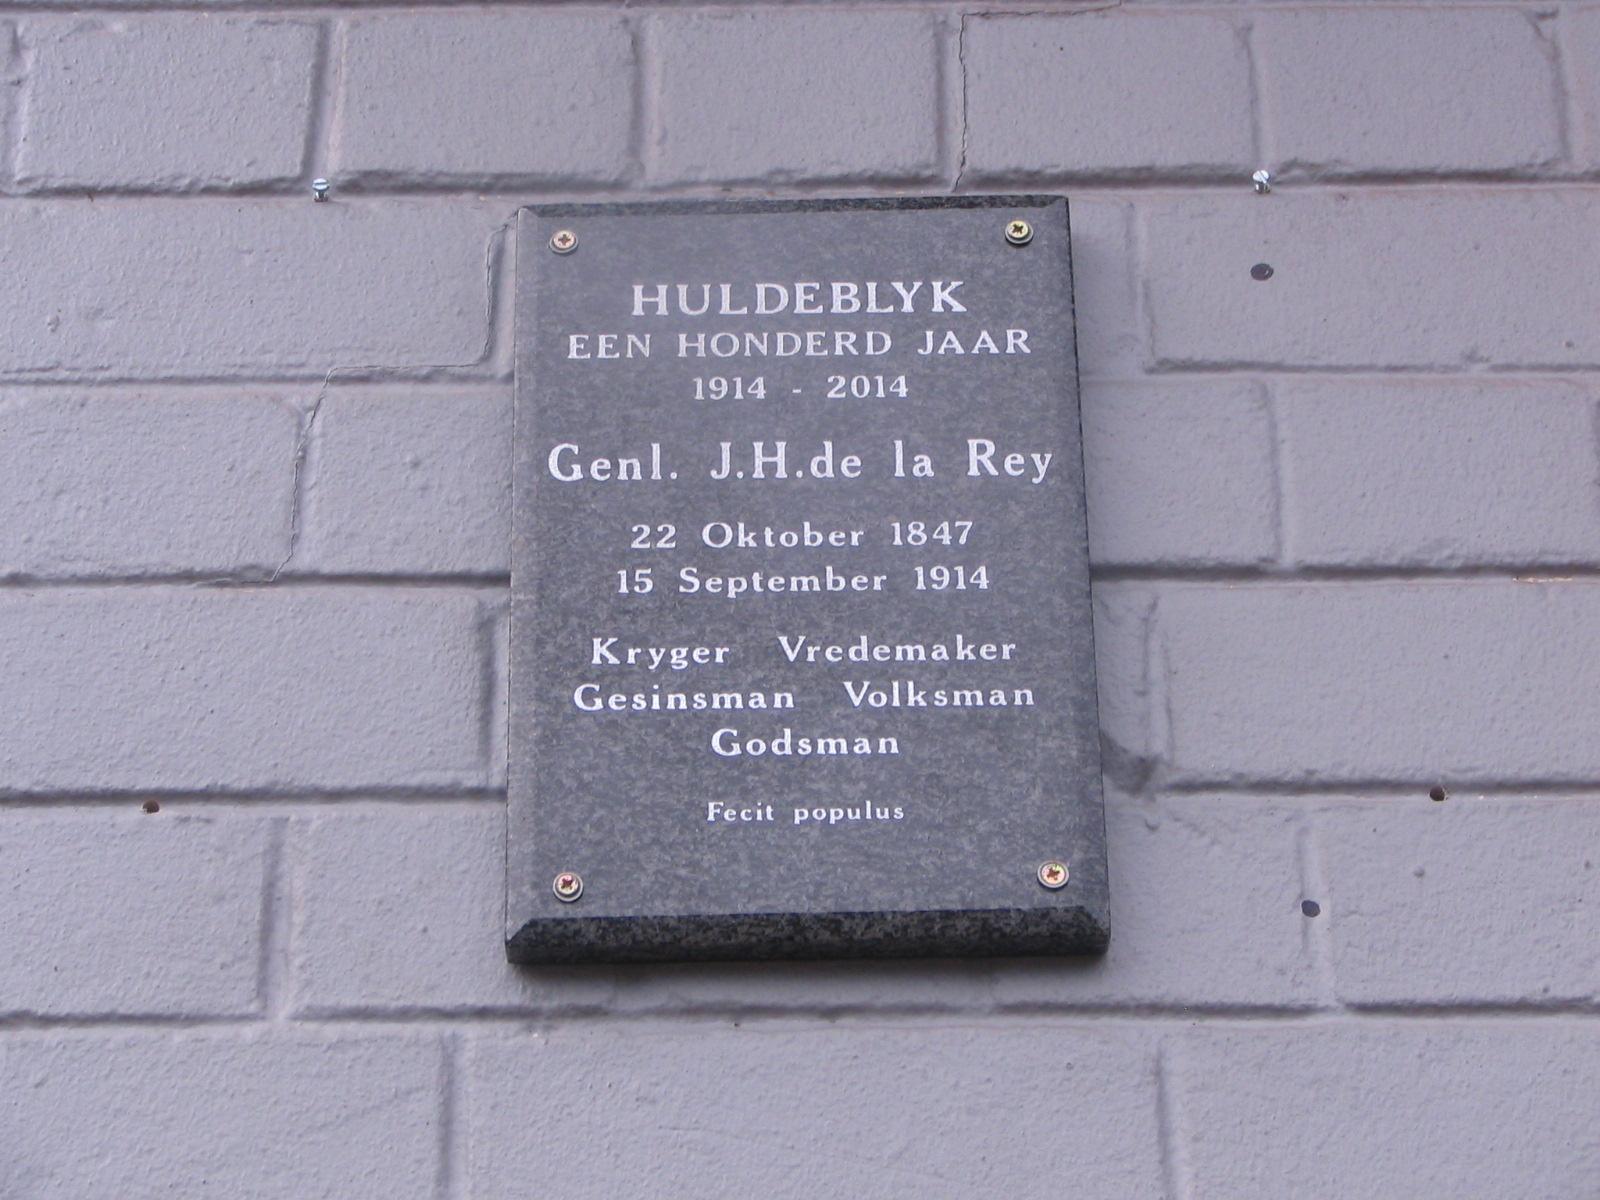 HULDEBLYK
EEN HONDERD JAAR
1914 - 2014
Genl. J.H.de la Rey
22 Oktober 1847
15 September 1914
Kryger Vredemaker
Gesinsman Volksman
Godsman
Fecit populus